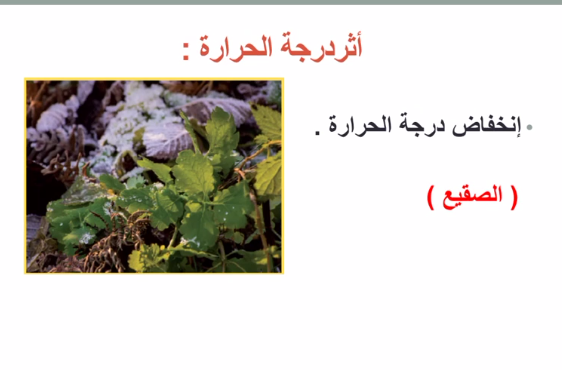 أثردرجة الحرارة :
• إنخفاض درجة الحرارة .
( الصقيع )